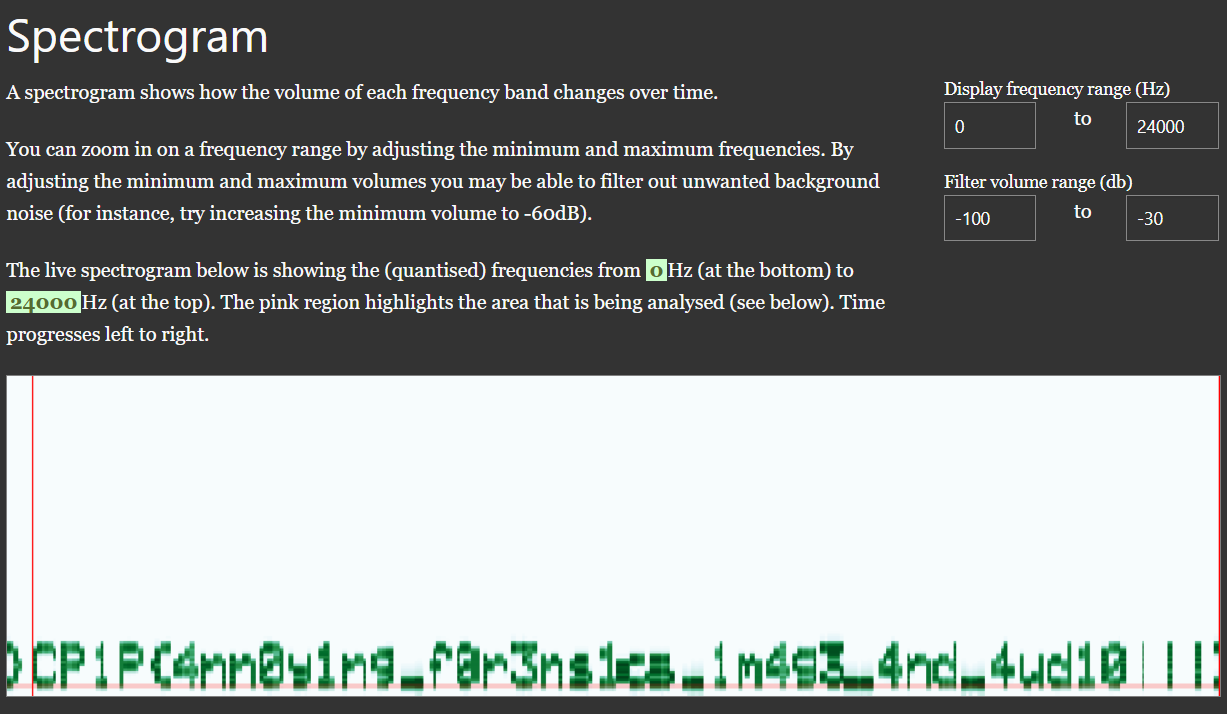 Spectrogram
A spectrogram shows how the volume of each frequency band changes over time.
You can zoom in on a frequency range by adjusting the minimum and maximum frequencies. By
adjusting the minimum and maximum volumes you may be able to filter out unwanted background
noise (for instance, try increasing the minimum volume to -60dB).
The live spectrogram below is showing the (quantised) frequencies from 0 Hz (at the bottom) to
24000 Hz (at the top). The pink region highlights the area that is being analysed (see below). Time
progresses left to right.
Display frequency range (Hz)
0 to 24000
Filter volume range (db)
-100 to -30